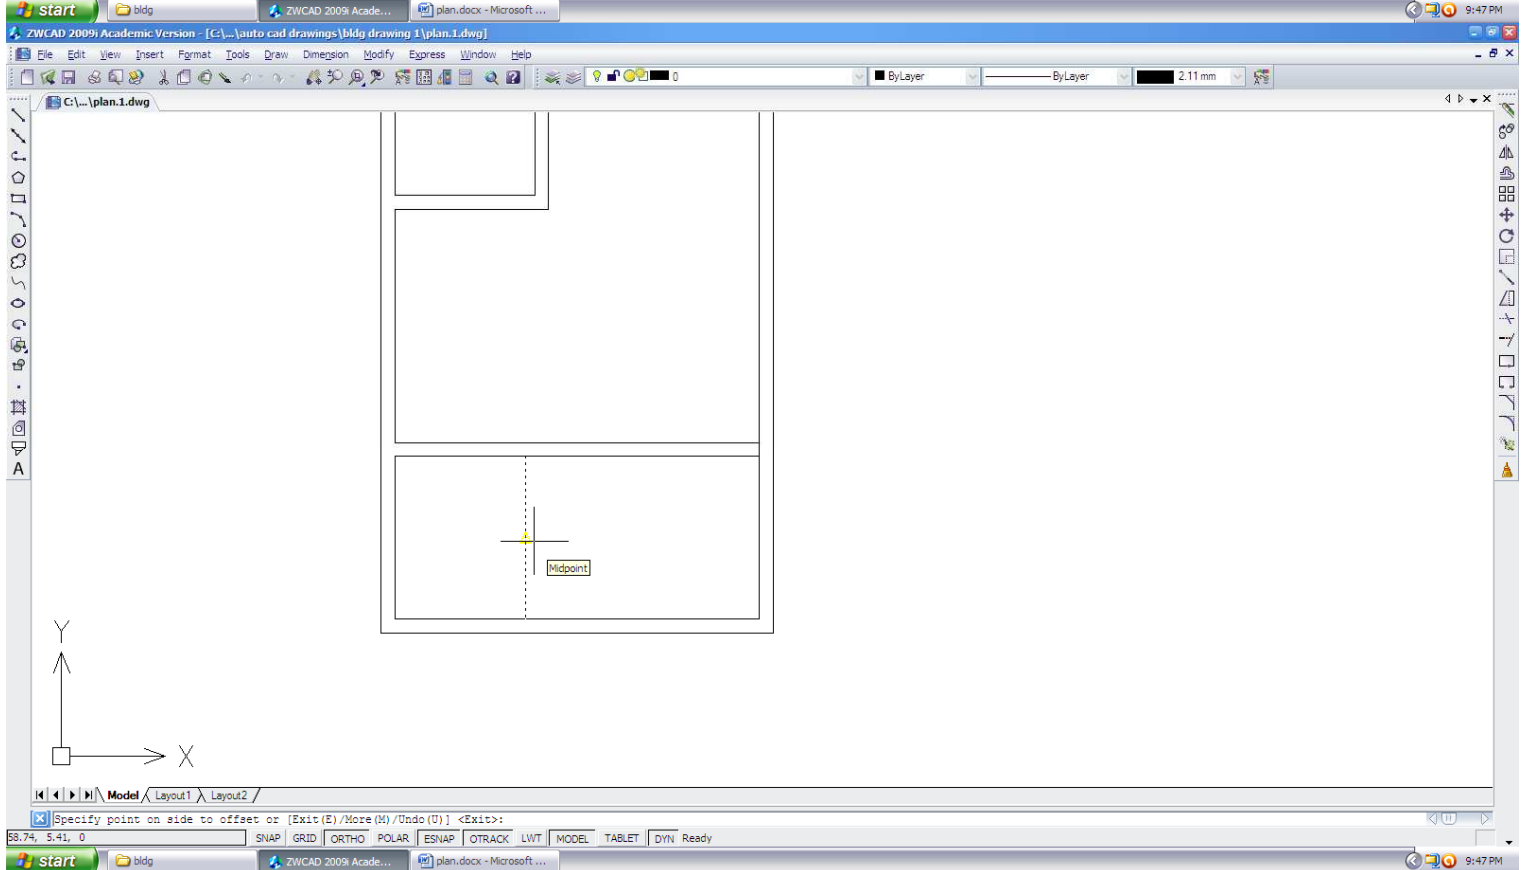 start bldg ZWCAD 2009i Acade... plan.docx - Microsoft ... 9:47 PM
ZWCAD 2009i Academic Version - [C:\...\auto cad drawings\bldg drawing 1\plan.1.dwg]
File Edit View Insert Format Tools Draw Dimension Modify Express Window Help
0 ByLayer ByLayer 2.11 mm
C:\...\plan.1.dwg
A
Midpoint
Y
X
Model Layout1 Layout2
Specify point on side to offset or [Exit(E)/More(M)/Undo(U)] <Exit>:
58.74, 5.41, 0 SNAP GRID ORTHO POLAR ESNAP OTRACK LWT MODEL TABLET DYN Ready
start bldg ZWCAD 2009i Acade... plan.docx - Microsoft ... 9:47 PM